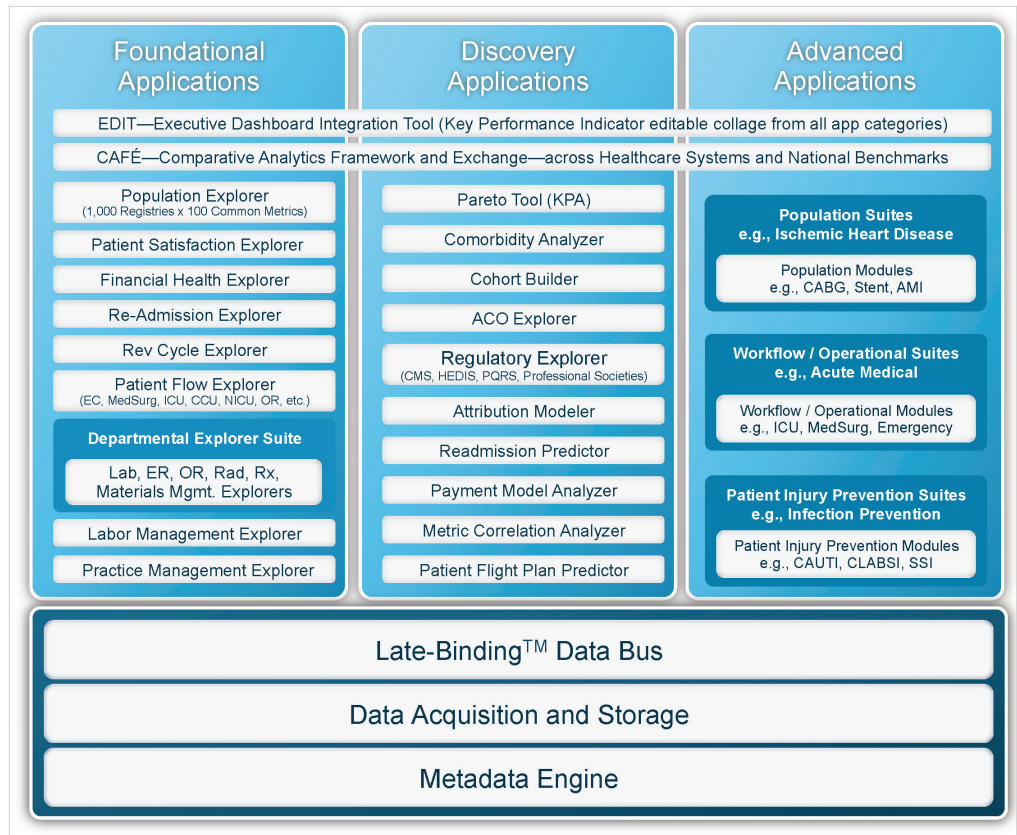 Foundational
Applications
Discovery
Applications
Advanced
Applications
EDIT—Executive Dashboard Integration Tool (Key Performance Indicator editable collage from all app categories)
CAFÉ—Comparative Analytics Framework and Exchange—across Healthcare Systems and National Benchmarks
Population Explorer
(1,000 Registries x 100 Common Metrics)
Patient Satisfaction Explorer
Financial Health Explorer
Re-Admission Explorer
Rev Cycle Explorer
Patient Flow Explorer
(EC, MedSurg, ICU, CCU, NICU, OR, etc.)
Departmental Explorer Suite
Lab, ER, OR, Rad, Rx,
Materials Mgmt. Explorers
Labor Management Explorer
Practice Management Explorer
Pareto Tool (KPA)
Comorbidity Analyzer
Cohort Builder
ACO Explorer
Regulatory Explorer
(CMS, HEDIS, PQRS, Professional Societies)
Attribution Modeler
Readmission Predictor
Payment Model Analyzer
Metric Correlation Analyzer
Patient Flight Plan Predictor
Population Suites
e.g., Ischemic Heart Disease
Population Modules
e.g., CABG, Stent, AMI
Workflow / Operational Suites
e.g., Acute Medical
Workflow / Operational Modules
e.g., ICU, MedSurg, Emergency
Patient Injury Prevention Suites
e.g., Infection Prevention
Patient Injury Prevention Modules
e.g., CAUTI, CLABSI, SSI
Late-Binding™ Data Bus
Data Acquisition and Storage
Metadata Engine